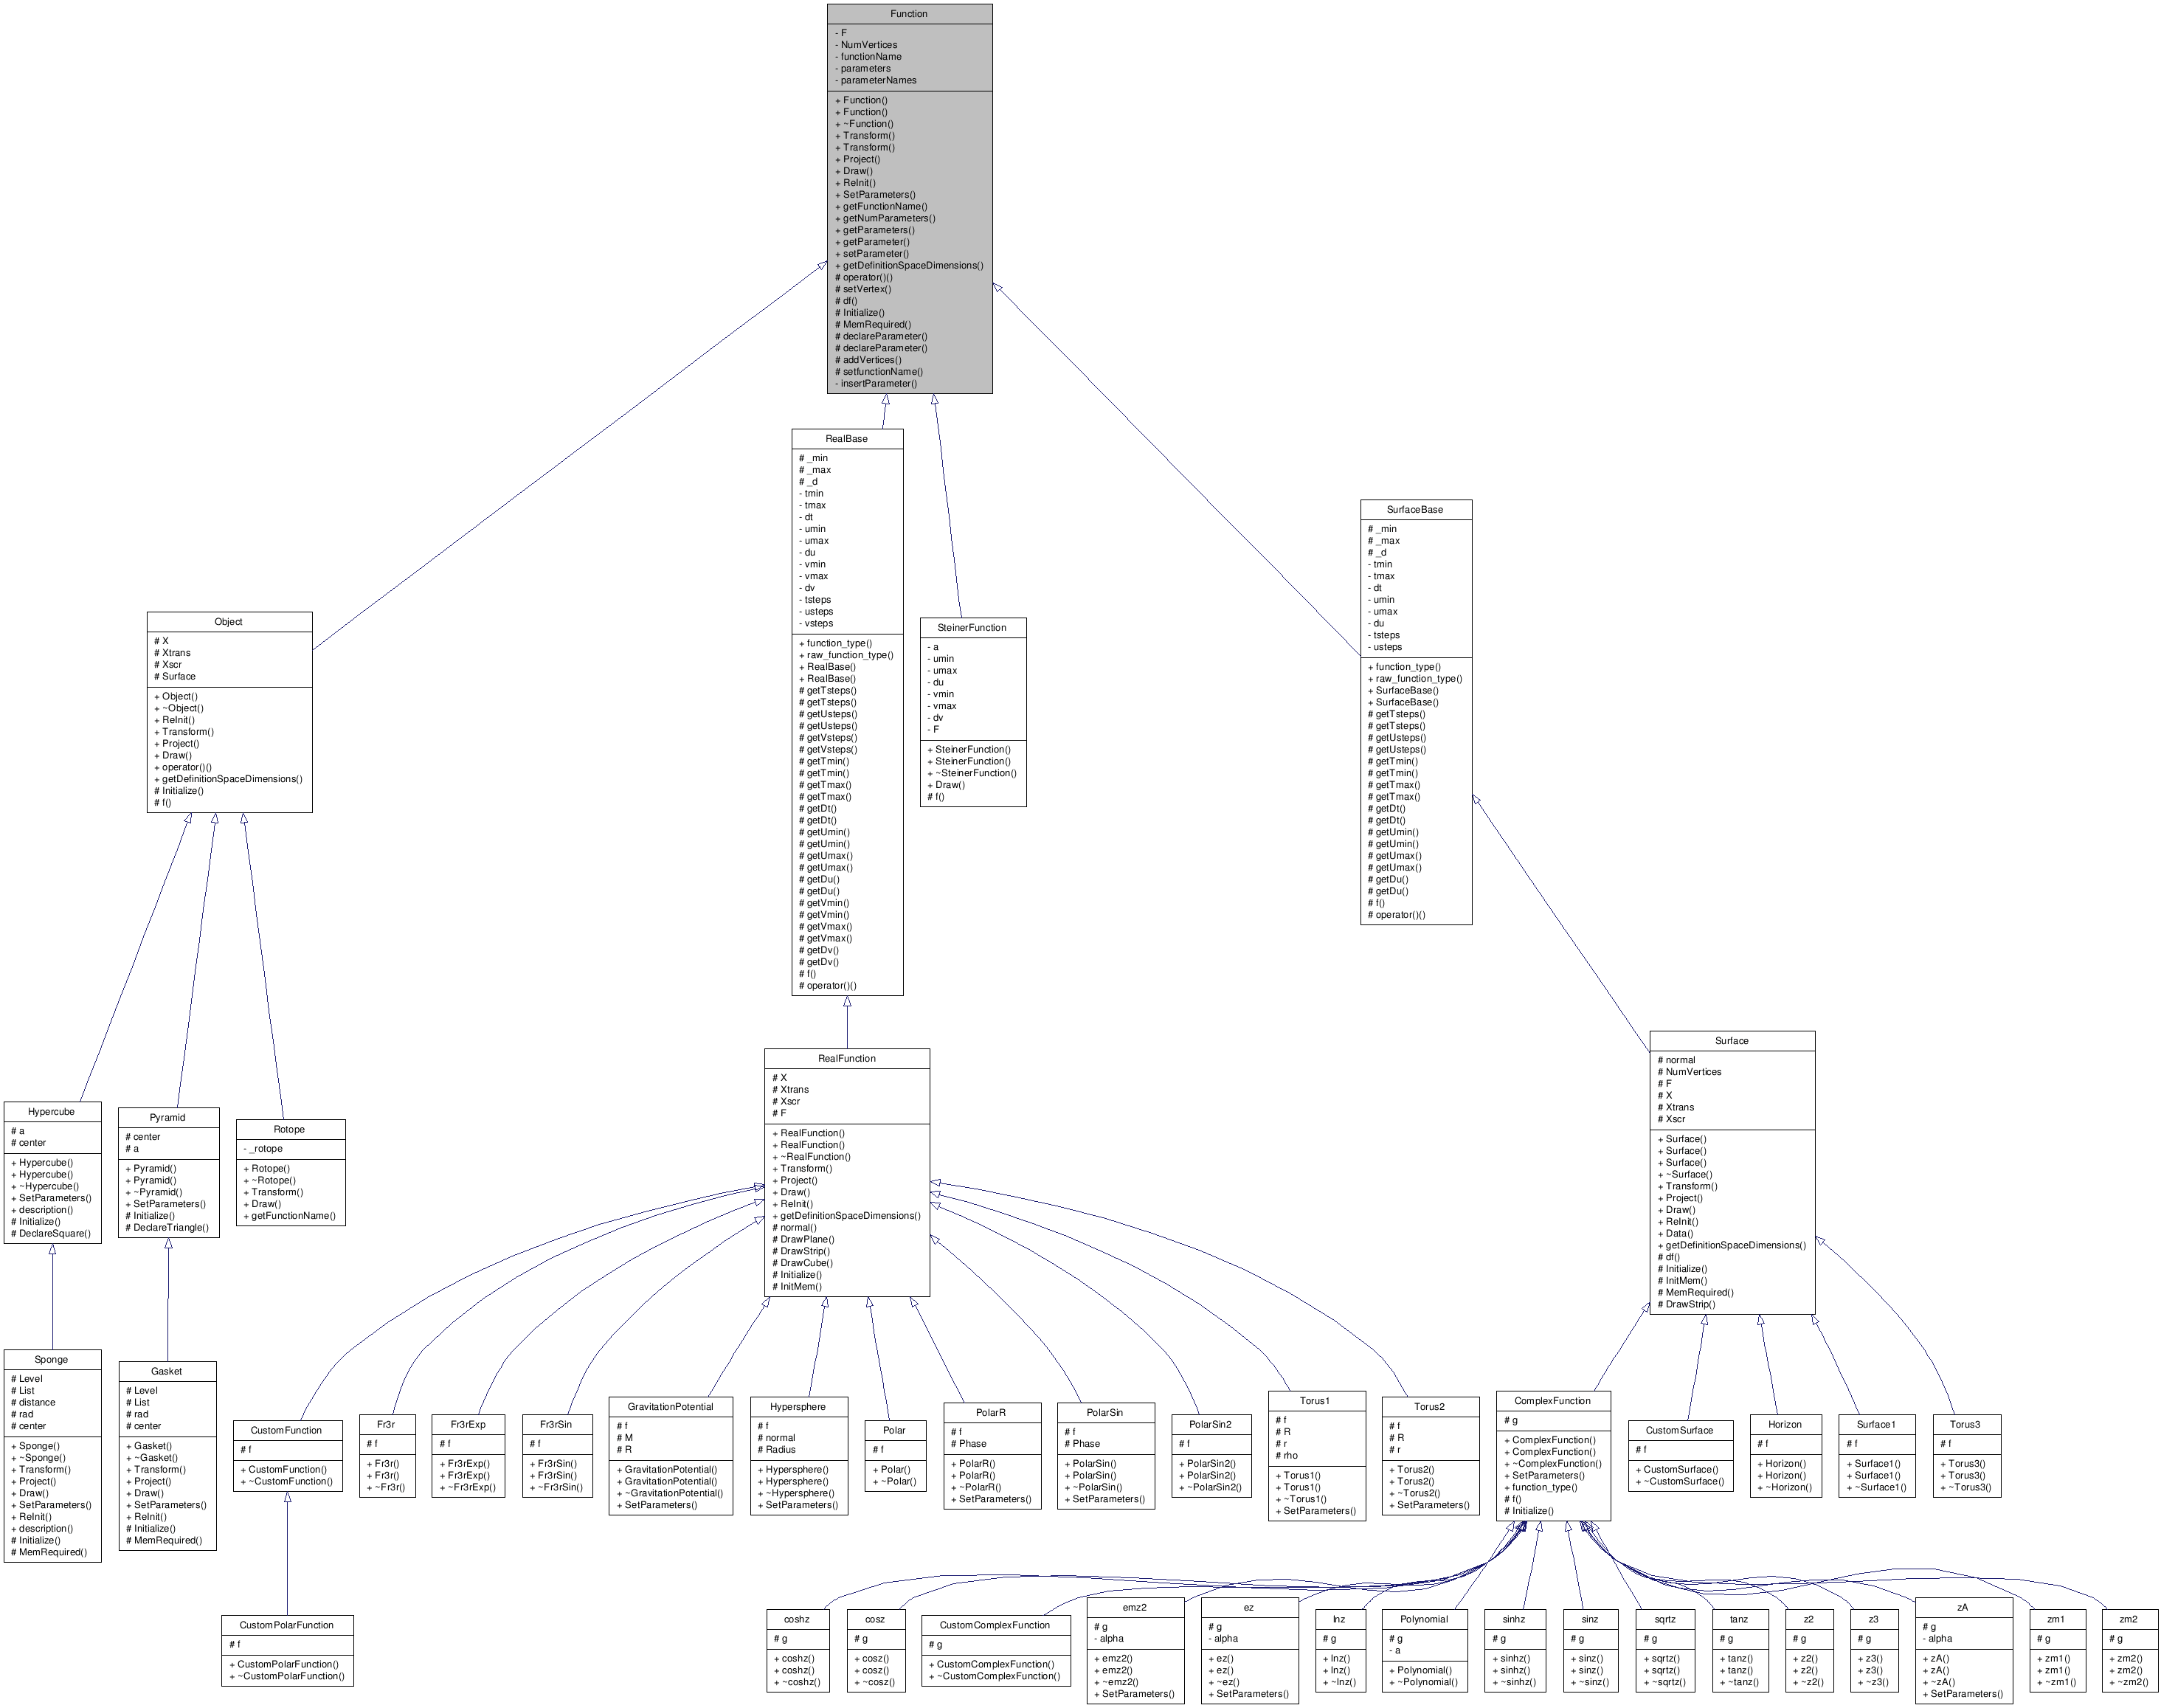 Function
- F
- NumVertices
- functionName
- parameters
- parameterNames
+ Function()
+ Function()
+ ~Function()
+ Transform()
+ Transform()
+ Project()
+ Draw()
+ ReInit()
+ SetParameters()
+ getFunctionName()
+ getNumParameters()
+ getParameters()
+ getParameter()
+ setParameter()
+ getDefinitionSpaceDimensions()
# operator()()
# setVertex()
# df()
# Initialize()
# MemRequired()
# declareParameter()
# declareParameter()
# addVertices()
# setfunctionName()
- insertParameter()
Object
# X
# Xtrans
# Xscr
# Surface
+ Object()
+ ~Object()
+ ReInit()
+ Transform()
+ Project()
+ Draw()
+ operator()()
+ getDefinitionSpaceDimensions()
# Initialize()
# f()
RealBase
# _min
# _max
# _d
- tmin
- tmax
- dt
- umin
- umax
- du
- vmin
- vmax
- dv
- tsteps
- usteps
- vsteps
+ function_type()
+ raw_function_type()
+ RealBase()
+ RealBase()
# getTsteps()
# getTsteps()
# getUsteps()
# getUsteps()
# getVsteps()
# getVsteps()
# getTmin()
# getTmin()
# getTmax()
# getTmax()
# getDt()
# getDt()
# getUmin()
# getUmin()
# getUmax()
# getUmax()
# getDu()
# getDu()
# getVmin()
# getVmin()
# getVmax()
# getVmax()
# getDv()
# getDv()
# f()
# operator()()
SteinerFunction
- a
- umin
- umax
- du
- vmin
- vmax
- dv
- F
+ SteinerFunction()
+ SteinerFunction()
+ ~SteinerFunction()
+ Draw()
# f()
SurfaceBase
# _min
# _max
# _d
- tmin
- tmax
- dt
- umin
- umax
- du
- tsteps
- usteps
+ function_type()
+ raw_function_type()
+ SurfaceBase()
+ SurfaceBase()
# getTsteps()
# getTsteps()
# getUsteps()
# getUsteps()
# getTmin()
# getTmin()
# getTmax()
# getTmax()
# getDt()
# getDt()
# getUmin()
# getUmin()
# getUmax()
# getUmax()
# getDu()
# getDu()
# f()
# operator()()
Hypercube
# a
# center
+ Hypercube()
+ Hypercube()
+ ~Hypercube()
+ SetParameters()
+ description()
# Initialize()
# DeclareSquare()
Pyramid
# center
# a
+ Pyramid()
+ Pyramid()
+ ~Pyramid()
+ SetParameters()
# Initialize()
# DeclareTriangle()
Rotope
- _rotope
+ Rotope()
+ ~Rotope()
+ Transform()
+ Draw()
+ getFunctionName()
RealFunction
# X
# Xtrans
# Xscr
# F
+ RealFunction()
+ RealFunction()
+ ~RealFunction()
+ Transform()
+ Project()
+ Draw()
+ ReInit()
+ getDefinitionSpaceDimensions()
# normal()
# DrawPlane()
# DrawStrip()
# DrawCube()
# Initialize()
# InitMem()
Surface
# normal
# NumVertices
# F
# X
# Xtrans
# Xscr
+ Surface()
+ Surface()
+ Surface()
+ ~Surface()
+ Transform()
+ Project()
+ Draw()
+ ReInit()
+ Data()
+ getDefinitionSpaceDimensions()
# df()
# Initialize()
# InitMem()
# MemRequired()
# DrawStrip()
Sponge
# Level
# List
# distance
# rad
# center
+ Sponge()
+ ~Sponge()
+ Transform()
+ Project()
+ Draw()
+ SetParameters()
+ ReInit()
+ description()
# Initialize()
# MemRequired()
Gasket
# Level
# List
# rad
# center
+ Gasket()
+ ~Gasket()
+ Transform()
+ Project()
+ Draw()
+ SetParameters()
+ ReInit()
# Initialize()
# MemRequired()
CustomFunction
# f
+ CustomFunction()
+ ~CustomFunction()
Fr3r
# f
+ Fr3r()
+ Fr3r()
+ ~Fr3r()
Fr3rExp
# f
+ Fr3rExp()
+ Fr3rExp()
+ ~Fr3rExp()
Fr3rSin
# f
+ Fr3rSin()
+ Fr3rSin()
+ ~Fr3rSin()
GravitationPotential
# f
# M
# R
+ GravitationPotential()
+ GravitationPotential()
+ ~GravitationPotential()
+ SetParameters()
Hypersphere
# f
# normal
# Radius
+ Hypersphere()
+ Hypersphere()
+ ~Hypersphere()
+ SetParameters()
Polar
# f
+ Polar()
+ ~Polar()
PolarR
# f
# Phase
+ PolarR()
+ PolarR()
+ ~PolarR()
+ SetParameters()
PolarSin
# f
# Phase
+ PolarSin()
+ PolarSin()
+ ~PolarSin()
+ SetParameters()
PolarSin2
# f
+ PolarSin2()
+ PolarSin2()
+ ~PolarSin2()
Torus1
# f
# R
# r
# rho
+ Torus1()
+ Torus1()
+ ~Torus1()
+ SetParameters()
Torus2
# f
# R
# r
+ Torus2()
+ Torus2()
+ ~Torus2()
+ SetParameters()
ComplexFunction
# g
+ ComplexFunction()
+ ComplexFunction()
+ ~ComplexFunction()
+ SetParameters()
+ function_type()
# f()
# Initialize()
CustomSurface
# f
+ CustomSurface()
+ ~CustomSurface()
Horizon
# f
+ Horizon()
+ Horizon()
+ ~Horizon()
Surface1
# f
+ Surface1()
+ Surface1()
+ ~Surface1()
Torus3
# f
+ Torus3()
+ Torus3()
+ ~Torus3()
CustomPolarFunction
# f
+ CustomPolarFunction()
+ ~CustomPolarFunction()
coshz
# g
+ coshz()
+ coshz()
+ ~coshz()
cosz
# g
+ cosz()
+ cosz()
+ ~cosz()
CustomComplexFunction
# g
+ CustomComplexFunction()
+ ~CustomComplexFunction()
emz2
# g
- alpha
+ emz2()
+ emz2()
+ ~emz2()
+ SetParameters()
ez
# g
- alpha
+ ez()
+ ez()
+ ~ez()
+ SetParameters()
lnz
# g
+ lnz()
+ lnz()
+ ~lnz()
Polynomial
# g
- a
+ Polynomial()
+ ~Polynomial()
sinhz
# g
+ sinhz()
+ sinhz()
+ ~sinhz()
sinz
# g
+ sinz()
+ sinz()
+ ~sinz()
sqrtz
# g
+ sqrtz()
+ sqrtz()
+ ~sqrtz()
tanz
# g
+ tanz()
+ tanz()
+ ~tanz()
z2
# g
+ z2()
+ z2()
+ ~z2()
z3
# g
+ z3()
+ z3()
+ ~z3()
zA
# g
- alpha
+ zA()
+ zA()
+ ~zA()
+ SetParameters()
zm1
# g
+ zm1()
+ zm1()
+ ~zm1()
zm2
# g
+ zm2()
+ zm2()
+ ~zm2()